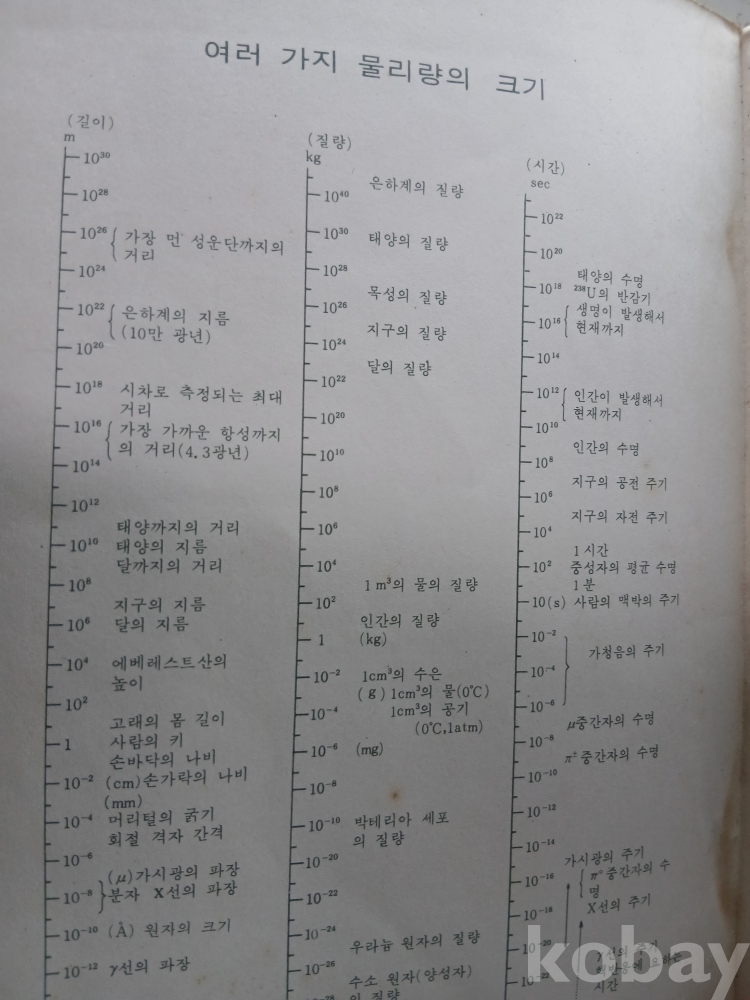 여러 가지 물리량의 크기
(길이)
m
10³⁰
10²⁸
10²⁶ 가장 먼 성운단까지의
거리
10²⁴
10²² 은하계의 지름
(10만 광년)
10²⁰
10¹⁸ 시차로 측정되는 최대
거리
10¹⁶ 가장 가까운 항성까지
의 거리(4.3광년)
10¹⁴
10¹²
태양까지의 거리
10¹⁰ 태양의 지름
달까지의 거리
10⁸
지구의 지름
10⁶ 달의 지름
10⁴ 에베레스트산의
높이
10²
고래의 몸 길이
1 사람의 키
손바닥의 나비
10⁻² (cm)손가락의 나비
(mm)
10⁻⁴ 머리털의 굵기
회절 격자 간격
10⁻⁶
(μ)가시광의 파장
10⁻⁸ 분자 X선의 파장
10⁻¹⁰ (Å) 원자의 크기
10⁻¹² γ선의 파장
(질량)
kg
은하계의 질량
10⁴⁰
10³⁰ 태양의 질량
10²⁸
목성의 질량
10²⁶
지구의 질량
10²⁴
달의 질량
10²²
10²⁰
10¹⁰
10⁸
10⁶
10⁴
1m³의 물의 질량
10²
인간의 질량
1 (kg)
10⁻² 1cm³의 수은
(g) 1cm³의 물(0℃)
10⁻⁴ 1cm³의 공기
(0℃,1atm)
10⁻⁶ (mg)
10⁻⁸
10⁻¹⁰ 박테리아 세포
의 질량
10⁻²⁰
10⁻²²
10⁻²⁴
우라늄 원자의 질량
10⁻²⁶
수소 원자(양성자)
10⁻²⁸ 의 질량
(시간)
sec
10²²
10²⁰
태양의 수명
10¹⁸ ²³⁸U의 반감기
생명이 발생해서
10¹⁶ 현재까지
10¹⁴
10¹² 인간이 발생해서
현재까지
10¹⁰
인간의 수명
10⁸
지구의 공전 주기
10⁶
지구의 자전 주기
10⁴
1시간
10² 중성자의 평균 수명
1분
10(s) 사람의 맥박의 주기
10⁻²
가청음의 주기
10⁻⁴
10⁻⁶
μ중간자의 수명
10⁻⁸
π±중간자의 수명
10⁻¹⁰
10⁻¹²
10⁻¹⁴
가시광의 주기
10⁻¹⁶ π°중간자의 수
명
10⁻¹⁸ X선의 주기
10⁻²⁰ γ선의 주기
10⁻²²
시간
kobay